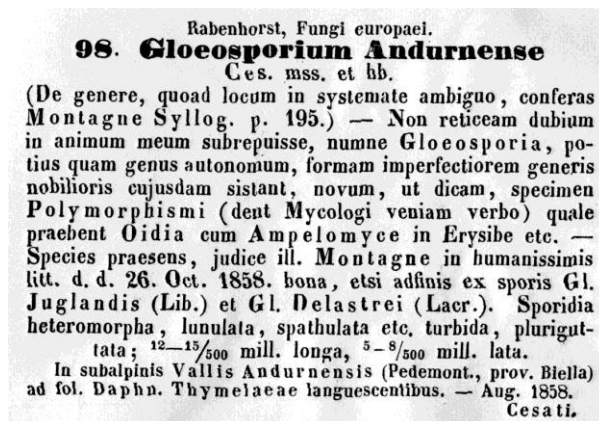 Rabenhorst, Fungi europaei.
98. Gloeosporium Andurnense
Ces. mss. et hb.
(De genere, quoad locum in systemate ambiguo, conferas
Montagne Syllog. p. 195.) — Non reticeam dubium
in animum meum subrepuisse, numne Gloeosporia, po-
tius quam genus autonomum, formam imperfectiorem generis
nobilioris cujusdam sistant, novum, ut dicam, specimen
Polymorphismi (dent Mycologi veniam verbo) quale
praebent Oidia cum Ampelomyce in Erysibe etc. —
Species praesens, judice ill. Montagne in humanissimis
litt. d. d. 26. Oct. 1858. bona, etsi adfinis ex sporis Gl.
Juglandis (Lib.) et Gl. Delastrei (Lacr.). Sporidia
heteromorpha, lunulata, spathulata etc. turbida, plurigut-
tata; 12—15/500 mill. longa, 5—8/500 mill. lata.
In subalpinis Vallis Andurnensis (Pedemont., prov. Biella)
ad fol. Daphn. Thymelaeae languescentibus. — Aug. 1858.
Cesati.